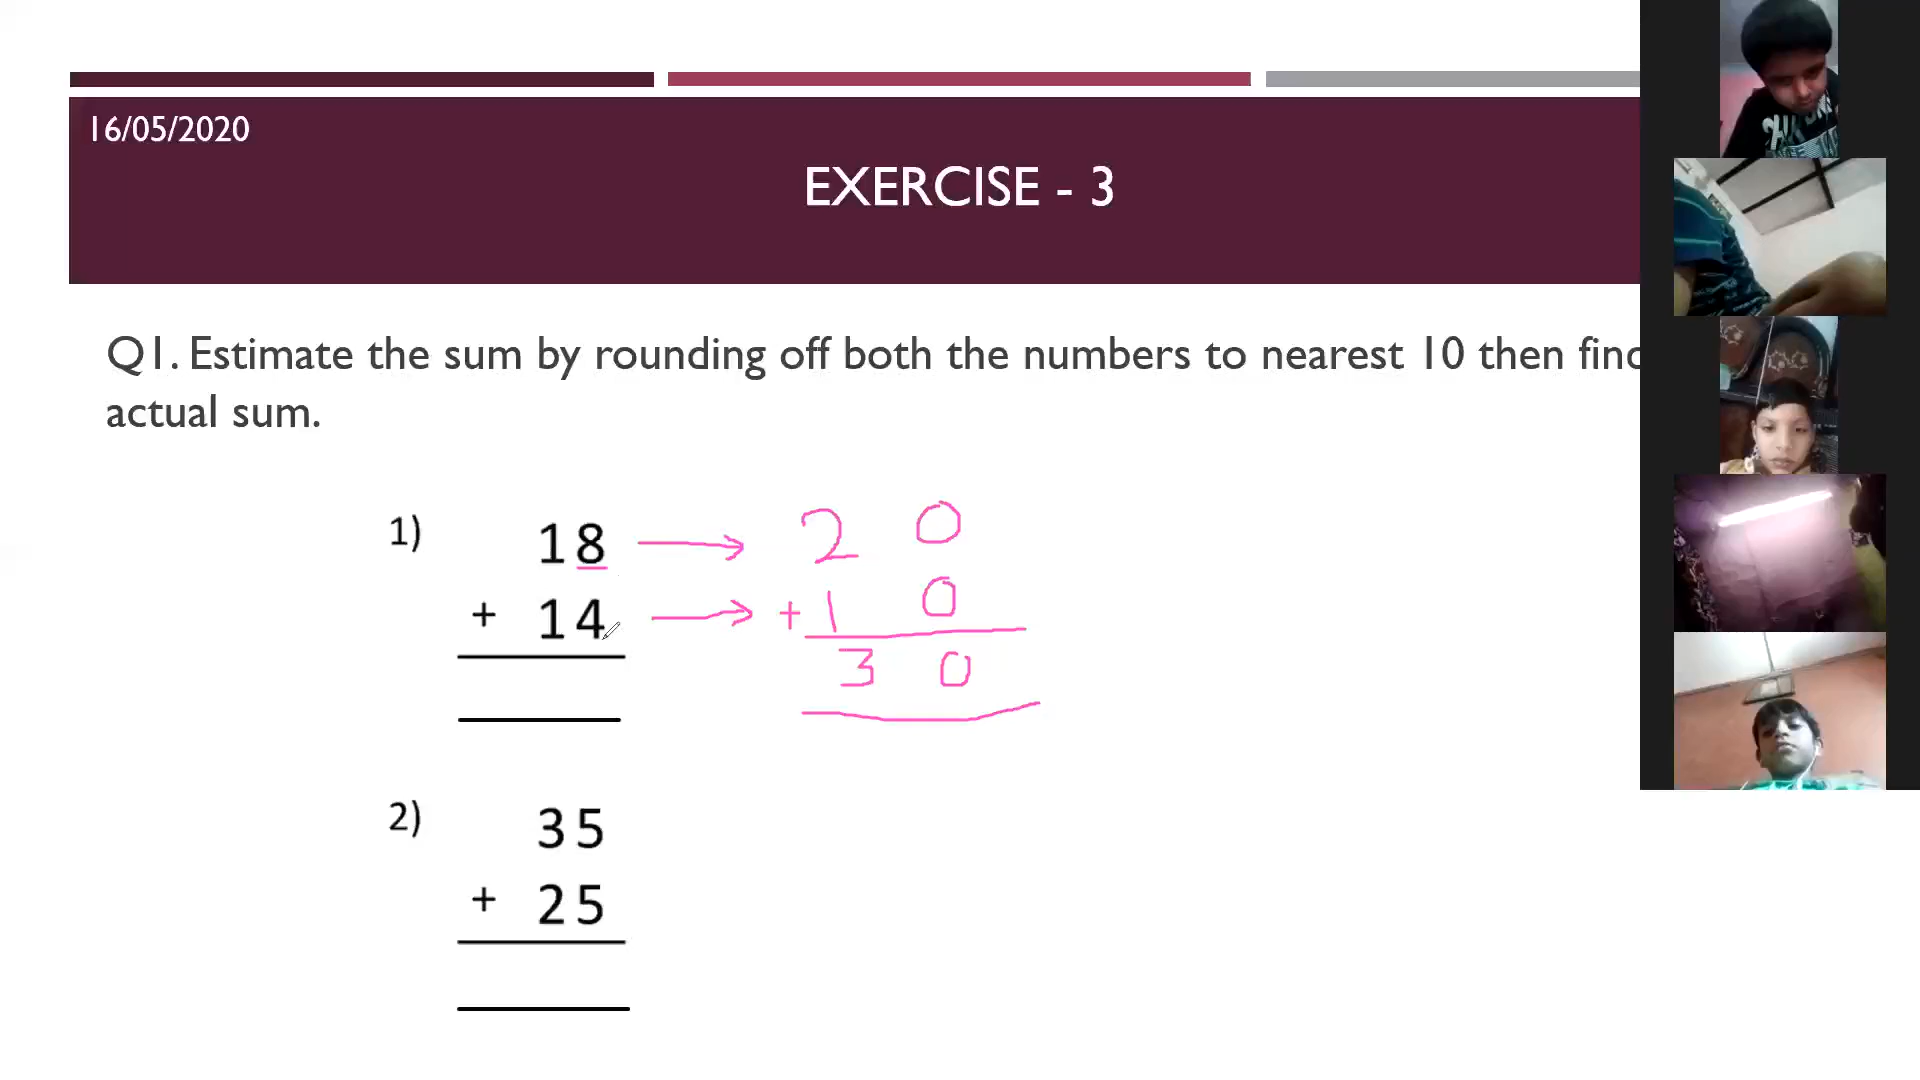 16/05/2020
EXERCISE - 3
Q1. Estimate the sum by rounding off both the numbers to nearest 10 then find
actual sum.
1) 18 → 20
+ 14 → +10
30
2) 35
+ 25